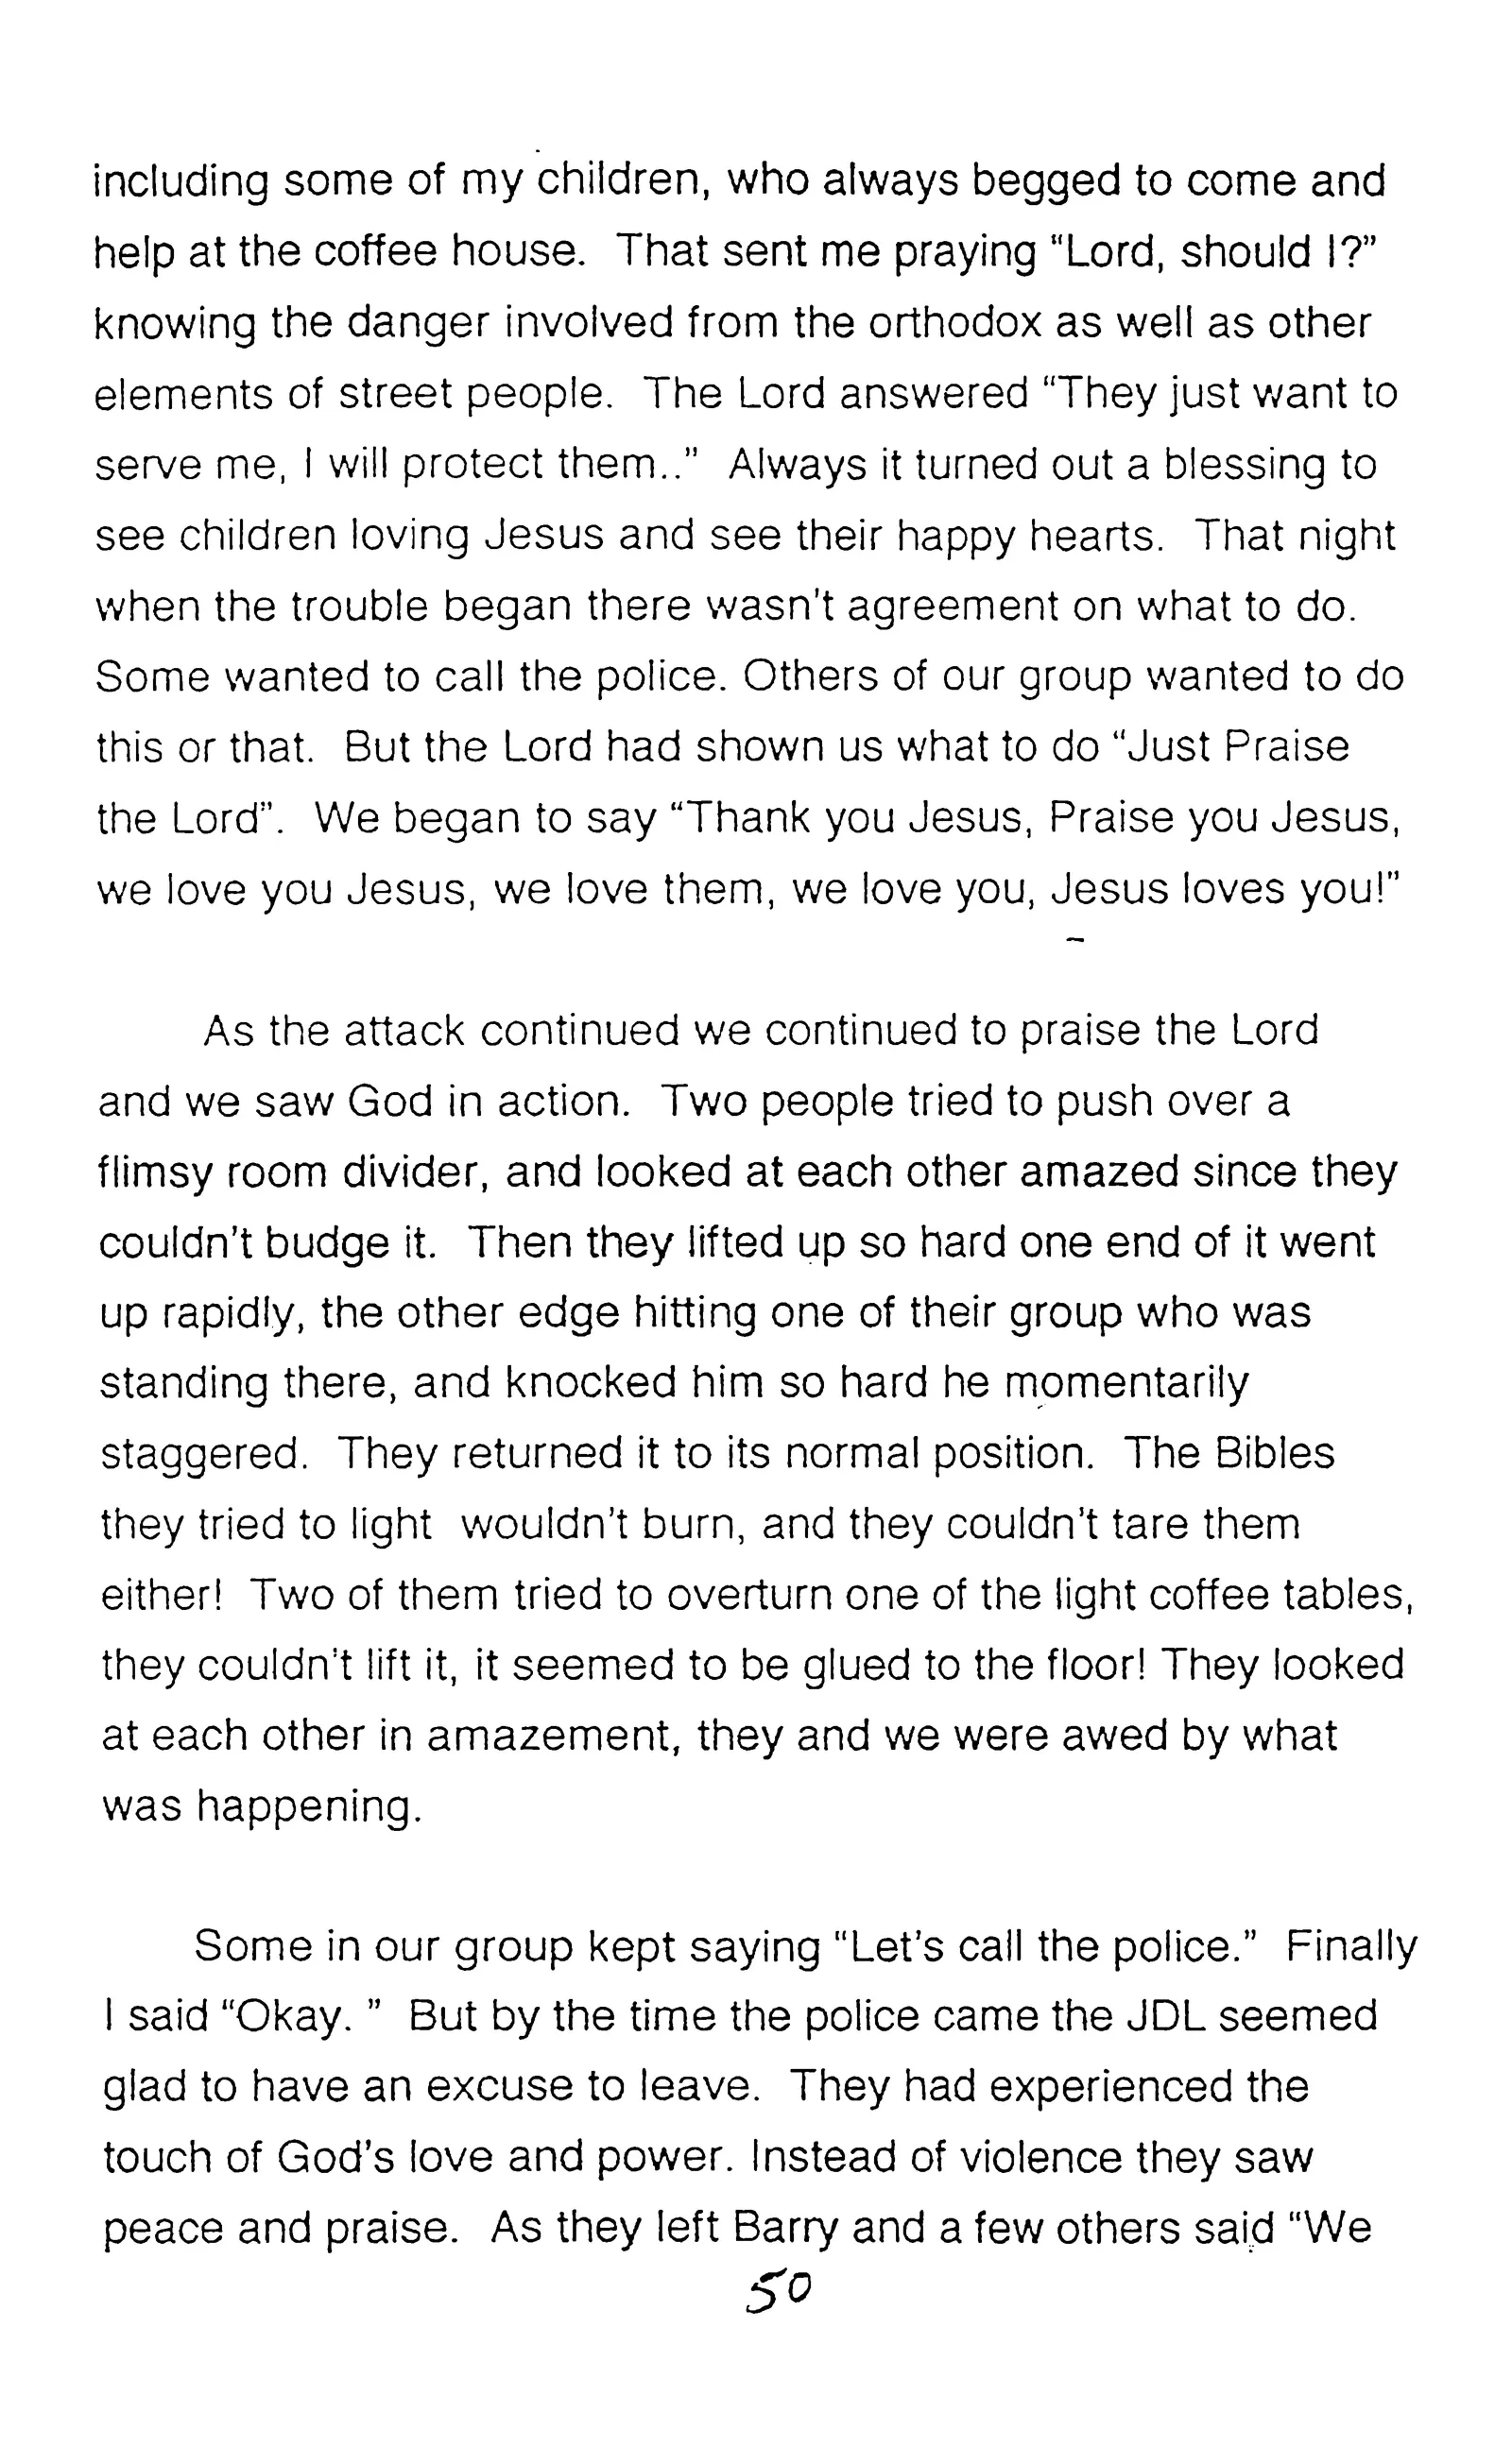 including some of my children, who always begged to come and
help at the coffee house.  That sent me praying “Lord, should I?”
knowing the danger involved from the orthodox as well as other
elements of street people.  The Lord answered “They just want to
serve me, I will protect them..”  Always it turned out a blessing to
see children loving Jesus and see their happy hearts.  That night
when the trouble began there wasn't agreement on what to do.
Some wanted to call the police. Others of our group wanted to do
this or that.  But the Lord had shown us what to do “Just Praise
the Lord”.  We began to say “Thank you Jesus, Praise you Jesus,
we love you Jesus, we love them, we love you, Jesus loves you!”
As the attack continued we continued to praise the Lord
and we saw God in action.  Two people tried to push over a
flimsy room divider, and looked at each other amazed since they
couldn't budge it.  Then they lifted up so hard one end of it went
up rapidly, the other edge hitting one of their group who was
standing there, and knocked him so hard he momentarily
staggered.  They returned it to its normal position.  The Bibles
they tried to light  wouldn't burn, and they couldn't tare them
either!  Two of them tried to overturn one of the light coffee tables,
they couldn't lift it, it seemed to be glued to the floor! They looked
at each other in amazement, they and we were awed by what
was happening.
Some in our group kept saying “Let's call the police.”  Finally
I said “Okay. ”  But by the time the police came the JDL seemed
glad to have an excuse to leave.  They had experienced the
touch of God's love and power. Instead of violence they saw
peace and praise.  As they left Barry and a few others said “We
50